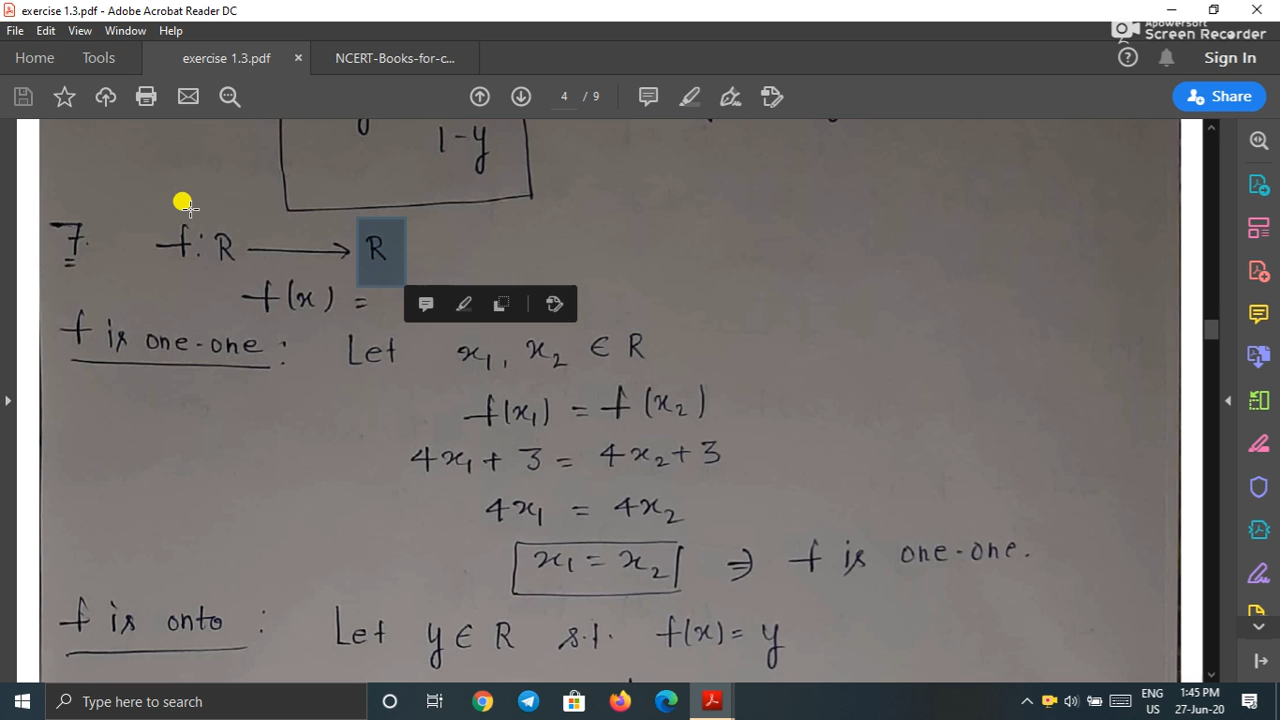 exercise 1.3.pdf - Adobe Acrobat Reader DC
File Edit View Window Help
Apowersoft
Screen Recorder
Home Tools exercise 1.3.pdf × NCERT-Books-for-c... Sign In
4 / 9 Share
1-y
7. f: R ⟶ R
f(x) =
f is one-one : Let x₁, x₂ ∈ R
f(x₁) = f(x₂)
4x₁ + 3 = 4x₂ + 3
4x₁ = 4x₂
x₁ = x₂ ⇒ f is one-one.
f is onto : Let y ∈ R s.t. f(x) = y
Type here to search
ENG 1:45 PM
US 27-Jun-20